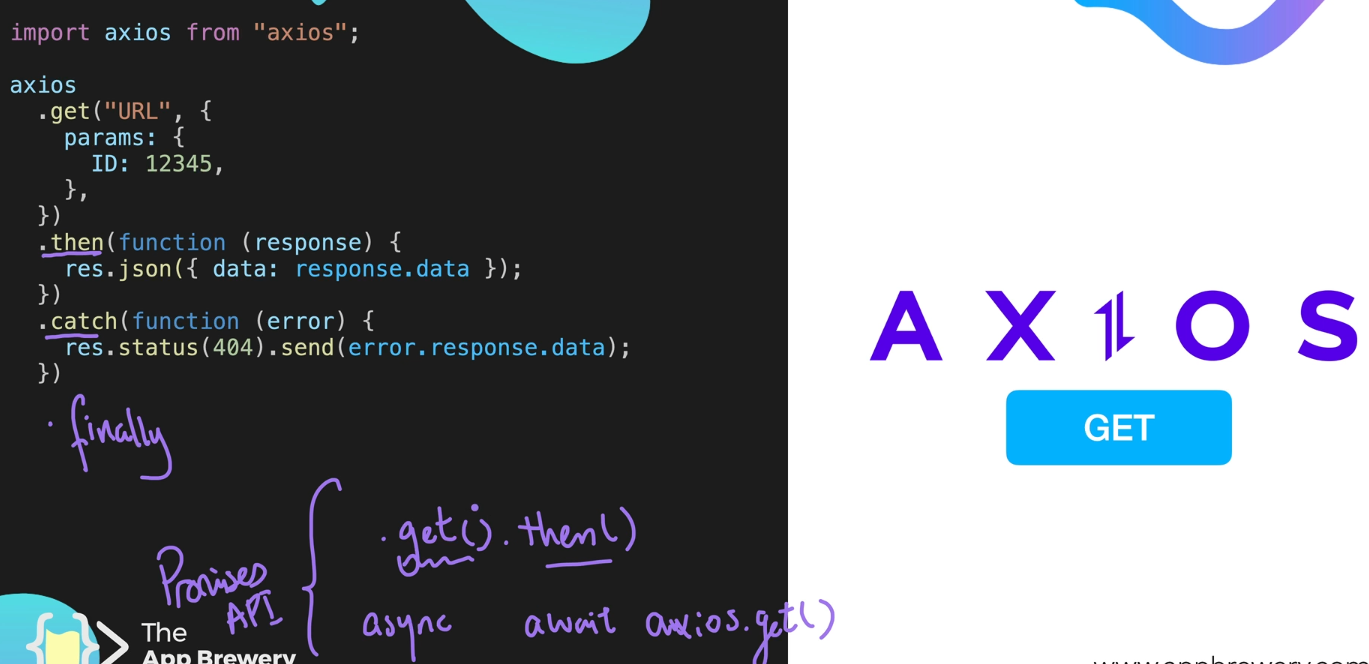 import axios from "axios";
axios
.get("URL", {
params: {
ID: 12345,
},
})
.then(function (response) {
res.json({ data: response.data });
})
.catch(function (error) {
res.status(404).send(error.response.data);
})
.finally
Promises
API
.get().then()
async await axios.get()
The
App Brewery
AXIOS
GET
www.appbrewery.com